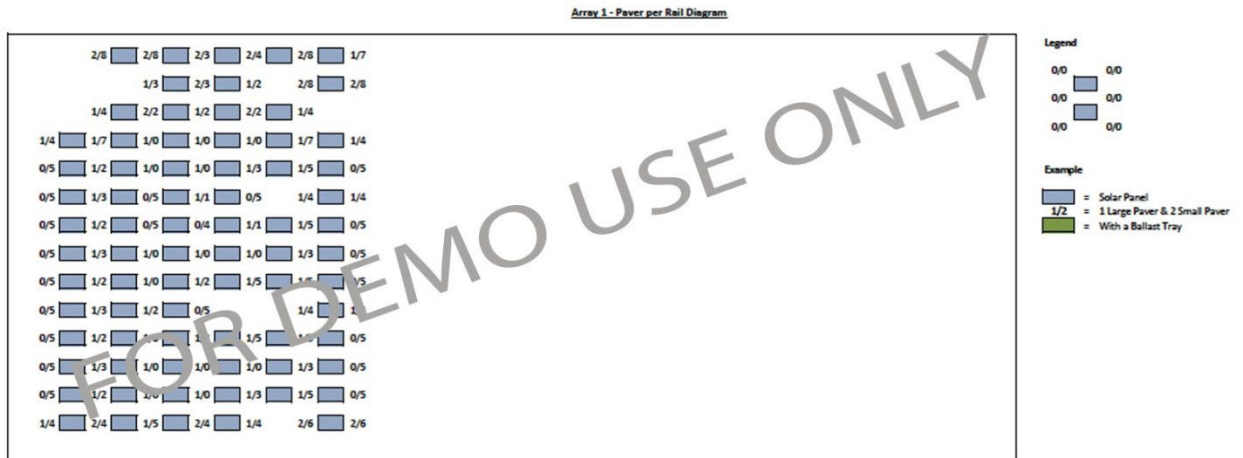 Array 1 - Paver per Rail Diagram
2/8 2/8 2/3 2/4 2/8 1/7
1/3 2/3 1/2 2/8 2/8
1/4 2/2 1/2 2/2 1/4
1/4 1/7 1/0 1/0 1/0 1/7 1/4
0/5 1/2 1/0 1/0 1/3 1/5 0/5
0/5 1/3 0/5 1/1 0/5 1/4 1/4
0/5 1/2 0/5 0/4 1/1 1/5 0/5
0/5 1/3 1/0 1/0 1/0 1/3 0/5
0/5 1/2 1/0 1/2 1/5
0/5 1/3 1/2 0/5 1/4
0/5 1/2 1/5 0/5
0/5 1/3 1/0 1/0 1/0 1/3 0/5
0/5 1/2 1/0 1/0 1/3 1/5 0/5
1/4 2/4 1/5 2/4 1/4 2/6 2/6
FOR DEMO USE ONLY
Legend
0/0 0/0
0/0 0/0
0/0 0/0
Example
= Solar Panel
1/2 = 1 Large Paver & 2 Small Paver
= With a Ballast Tray